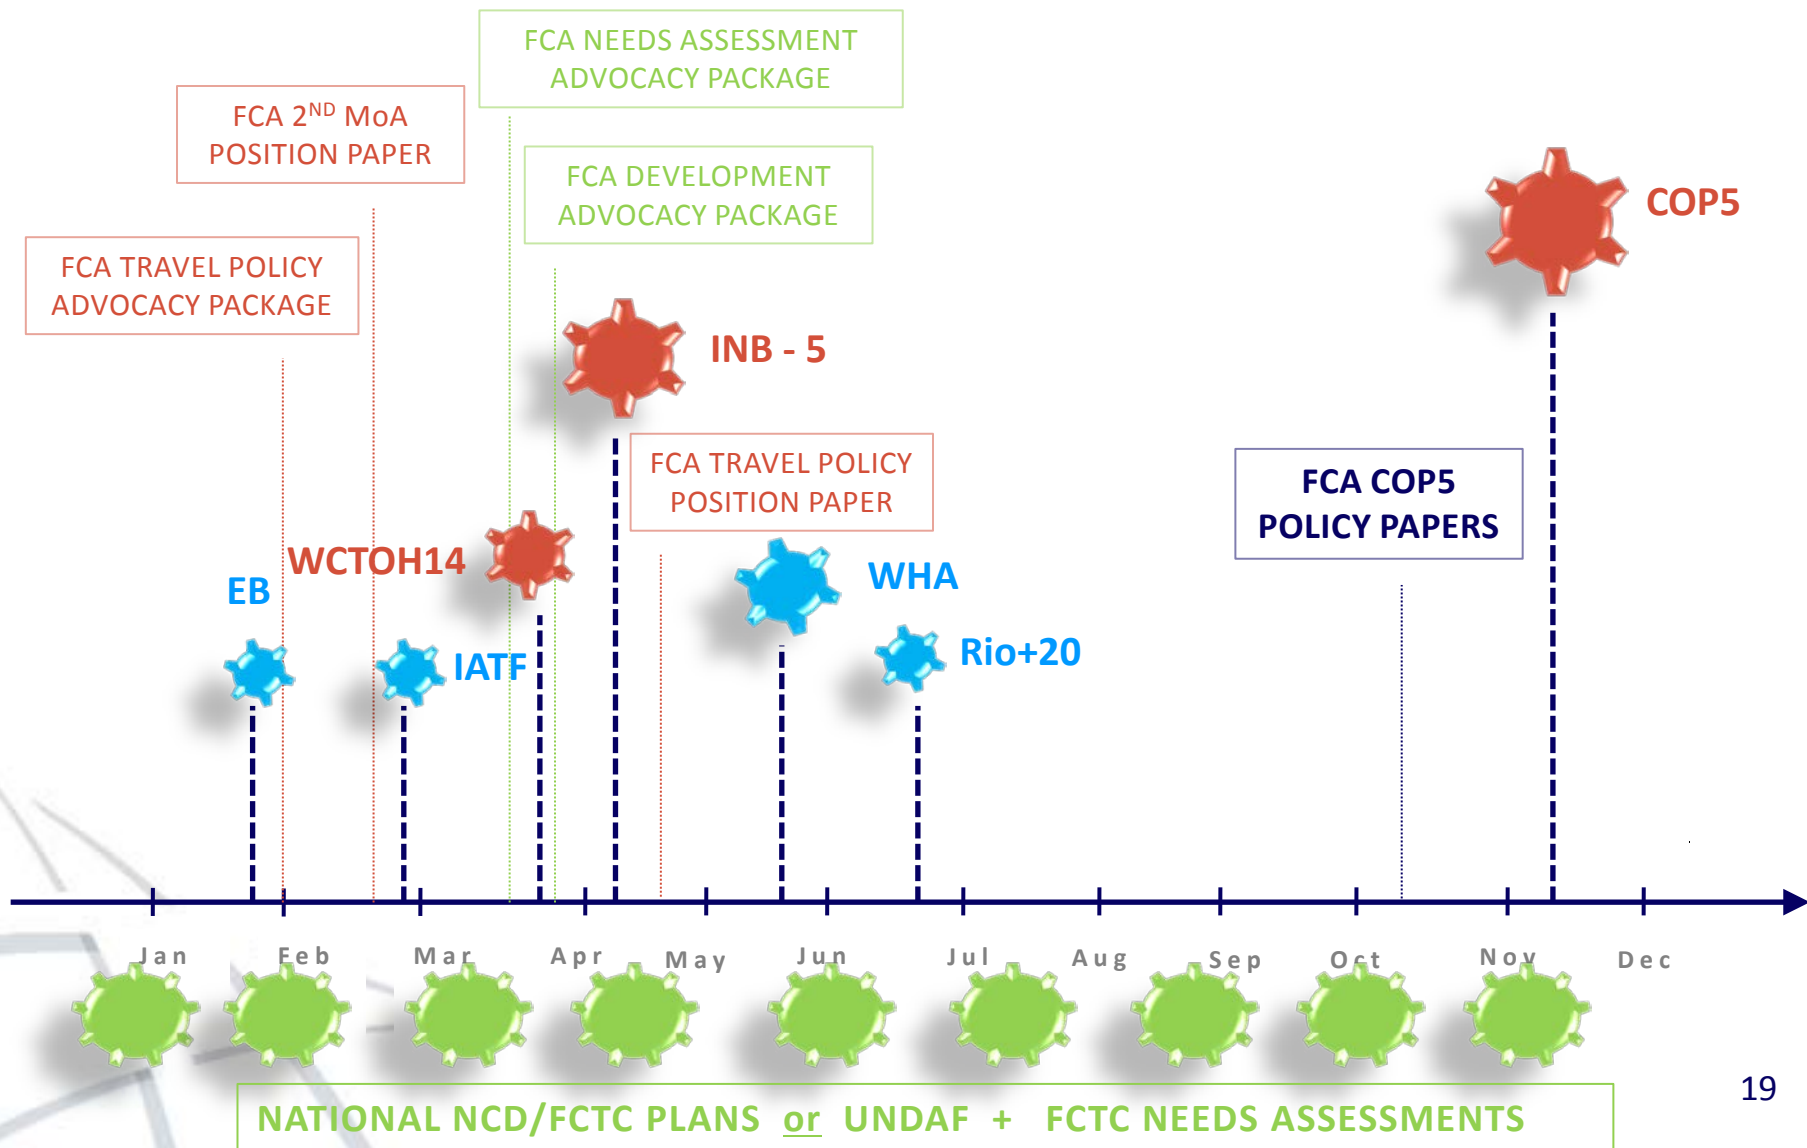 FCA NEEDS ASSESSMENT
ADVOCACY PACKAGE
FCA 2ND MoA
POSITION PAPER
FCA DEVELOPMENT
ADVOCACY PACKAGE
COP5
FCA TRAVEL POLICY
ADVOCACY PACKAGE
INB - 5
FCA TRAVEL POLICY
POSITION PAPER
FCA COP5
POLICY PAPERS
WCTOH14
EB
WHA
IATF
Rio+20
Jan Feb Mar Apr May Jun Jul Aug Sep Oct Nov Dec
NATIONAL NCD/FCTC PLANS or UNDAF + FCTC NEEDS ASSESSMENTS
19